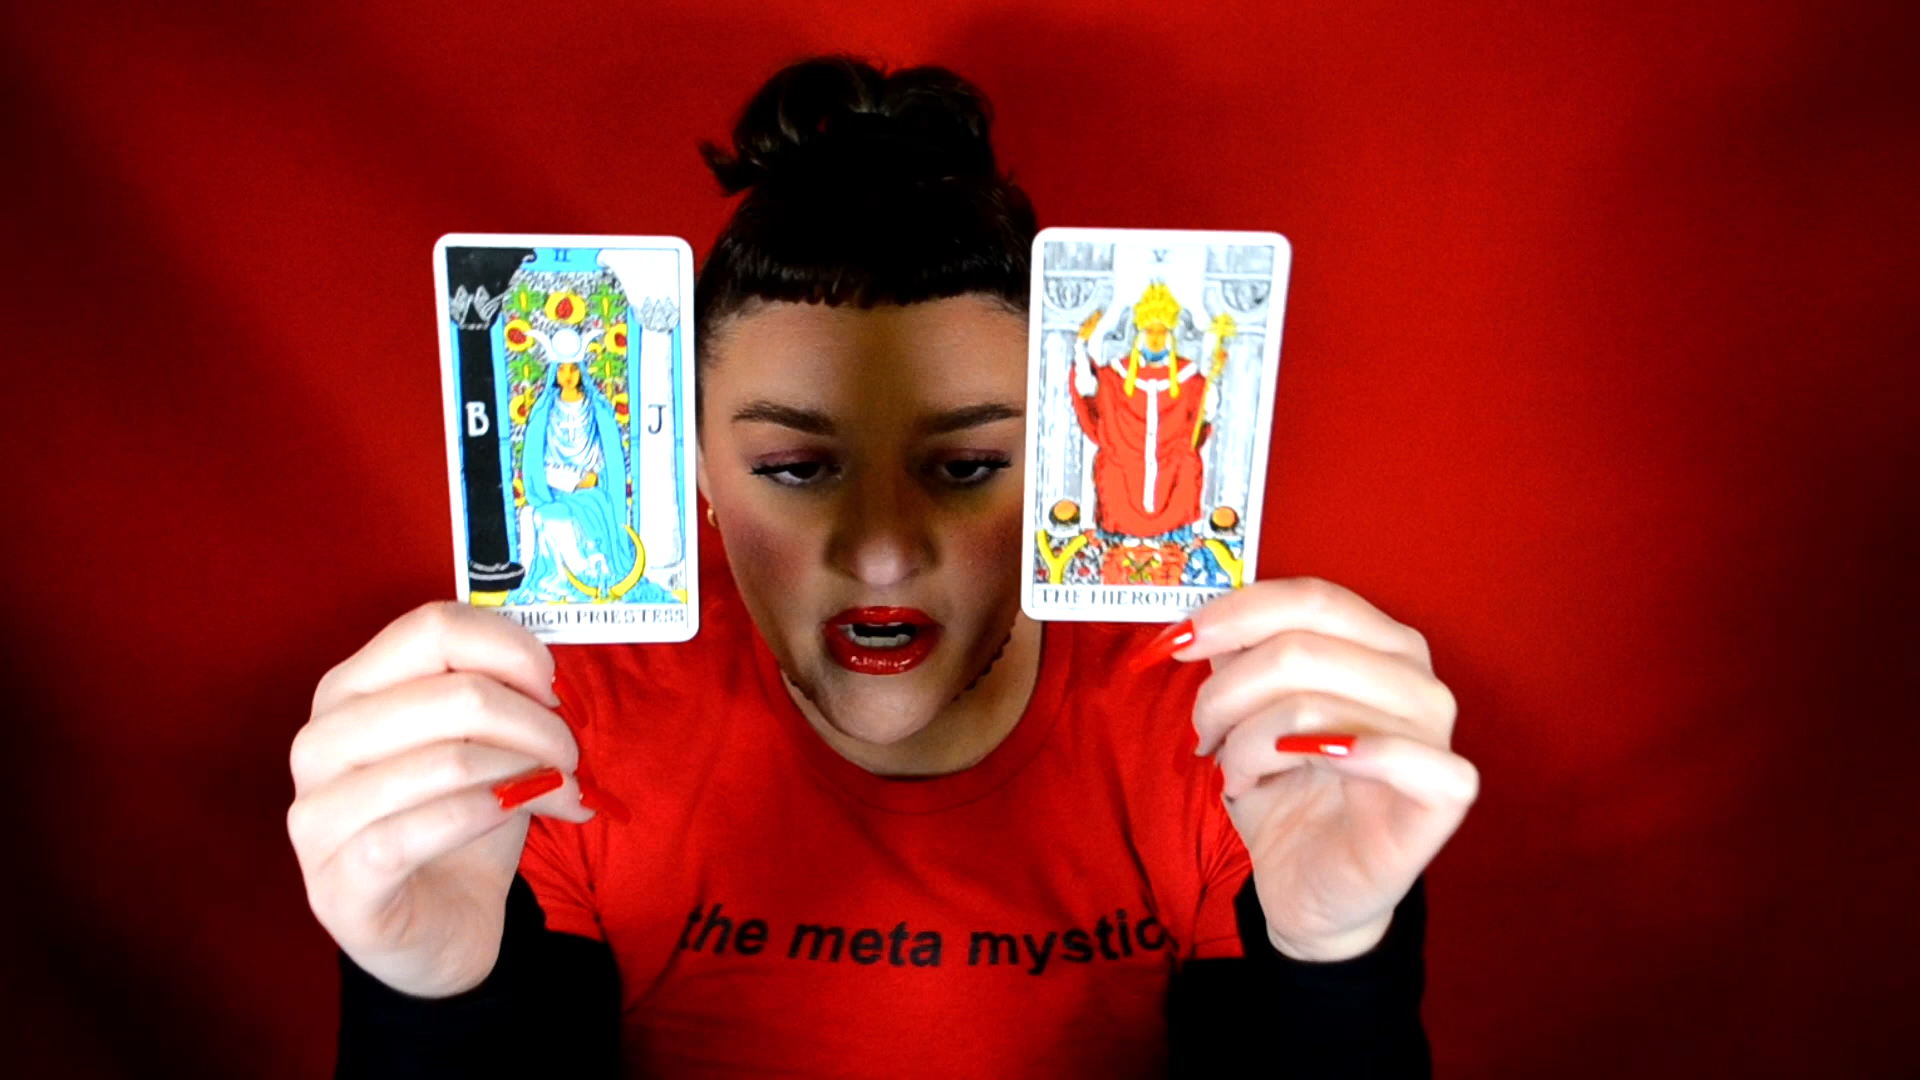 II
B
J
HIGH PRIESTESS
V
THE HIEROPHAN
the meta mystic